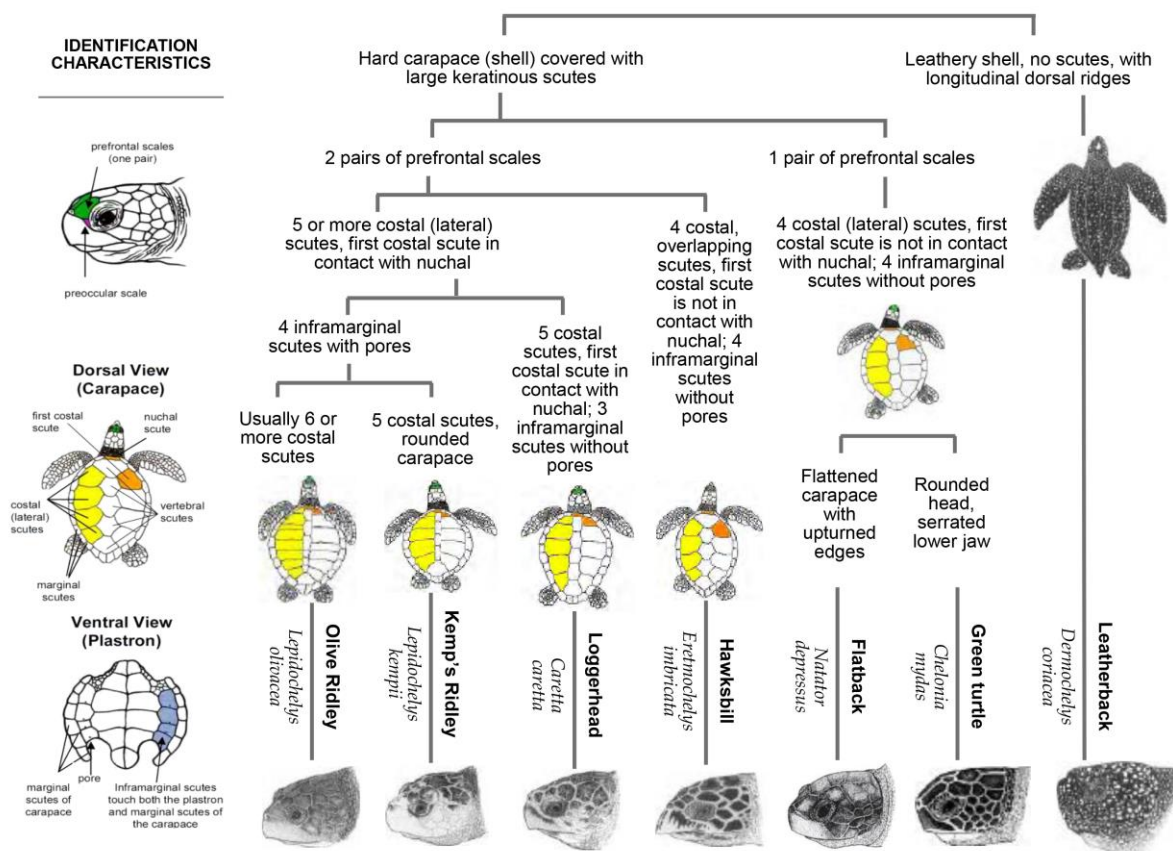 IDENTIFICATION
CHARACTERISTICS
prefrontal scales
(one pair)
preoccular scale
Dorsal View
(Carapace)
first costal
scute
nuchal
scute
costal
(lateral)
scutes
vertebral
scutes
marginal
scutes
Ventral View
(Plastron)
marginal
scutes of
carapace
pore
Inframarginal scutes
touch both the plastron
and marginal scutes of
the carapace
Hard carapace (shell) covered with
large keratinous scutes
Leathery shell, no scutes, with
longitudinal dorsal ridges
2 pairs of prefrontal scales
1 pair of prefrontal scales
5 or more costal (lateral)
scutes, first costal scute in
contact with nuchal
4 costal,
overlapping
scutes, first
costal scute
is not in
contact with
nuchal; 4
inframarginal
scutes
without
pores
4 costal (lateral) scutes, first
costal scute is not in contact
with nuchal; 4 inframarginal
scutes without pores
4 inframarginal
scutes with pores
5 costal
scutes, first
costal scute in
contact with
nuchal; 3
inframarginal
scutes without
pores
Usually 6 or
more costal
scutes
5 costal scutes,
rounded
carapace
Flattened
carapace
with
upturned
edges
Rounded
head,
serrated
lower jaw
Olive Ridley
Lepidochelys
olivacea
Kemp's Ridley
Lepidochelys
kempii
Loggerhead
Caretta
caretta
Hawksbill
Eretmochelys
imbricata
Flatback
Natator
depressus
Green turtle
Chelonia
mydas
Leatherback
Dermochelys
coriacea